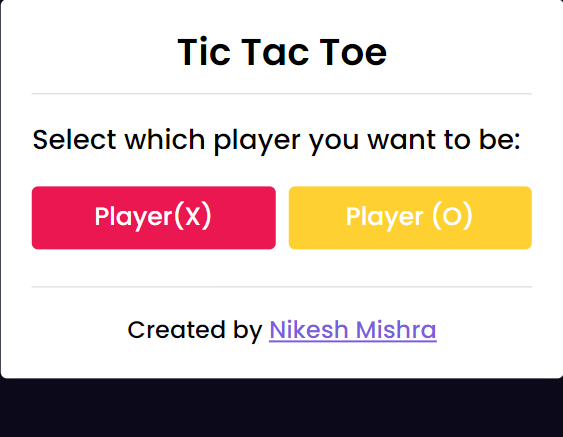 Tic Tac Toe
Select which player you want to be:
Player(X) Player (O)
Created by Nikesh Mishra